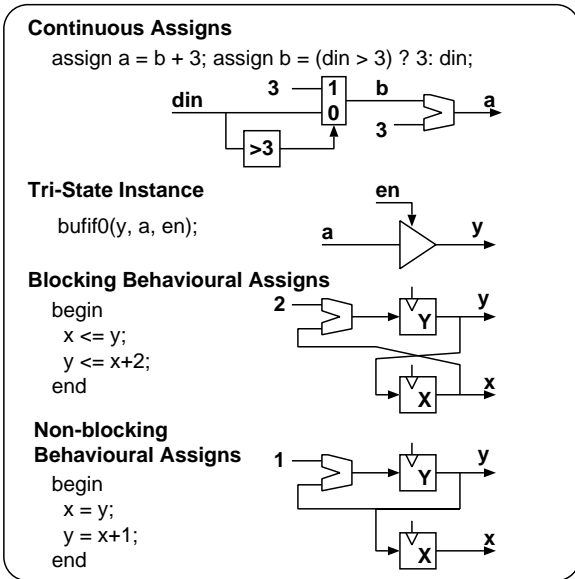 Continuous Assigns
assign a = b + 3; assign b = (din > 3) ? 3: din;
3 1 b a
din 0
3
>3
Tri-State Instance
en
bufif0(y, a, en);
a y
Blocking Behavioural Assigns
2 Y y
begin
x <= y;
y <= x+2;
end
X x
Non-blocking
Behavioural Assigns
1 Y y
begin
x = y;
y = x+1;
end
X x